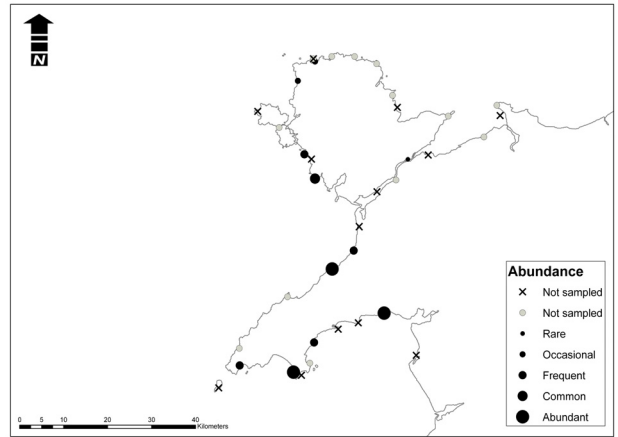 N
Abundance
Not sampled
Not sampled
Rare
Occasional
Frequent
Common
Abundant
0 5 10 20 30 40
Kilometers